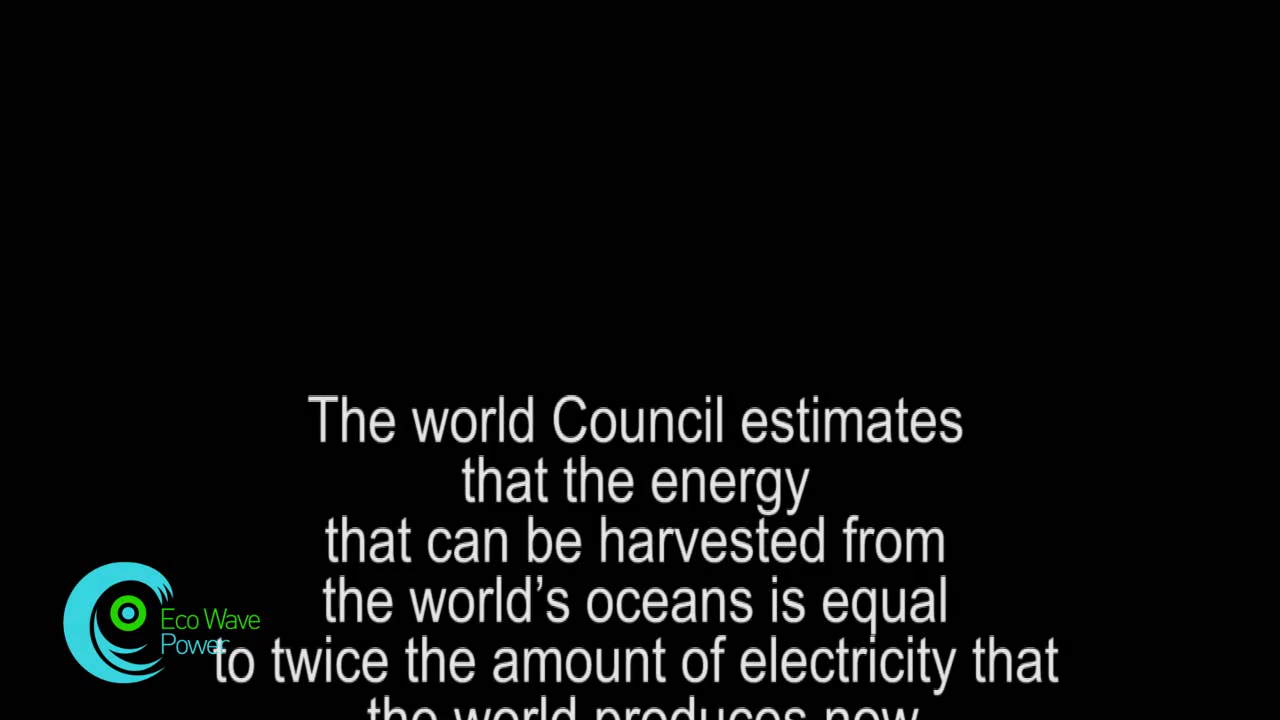 The world Council estimates
that the energy
that can be harvested from
the world’s oceans is equal
Eco Wave
Power
to twice the amount of electricity that
the world produces now